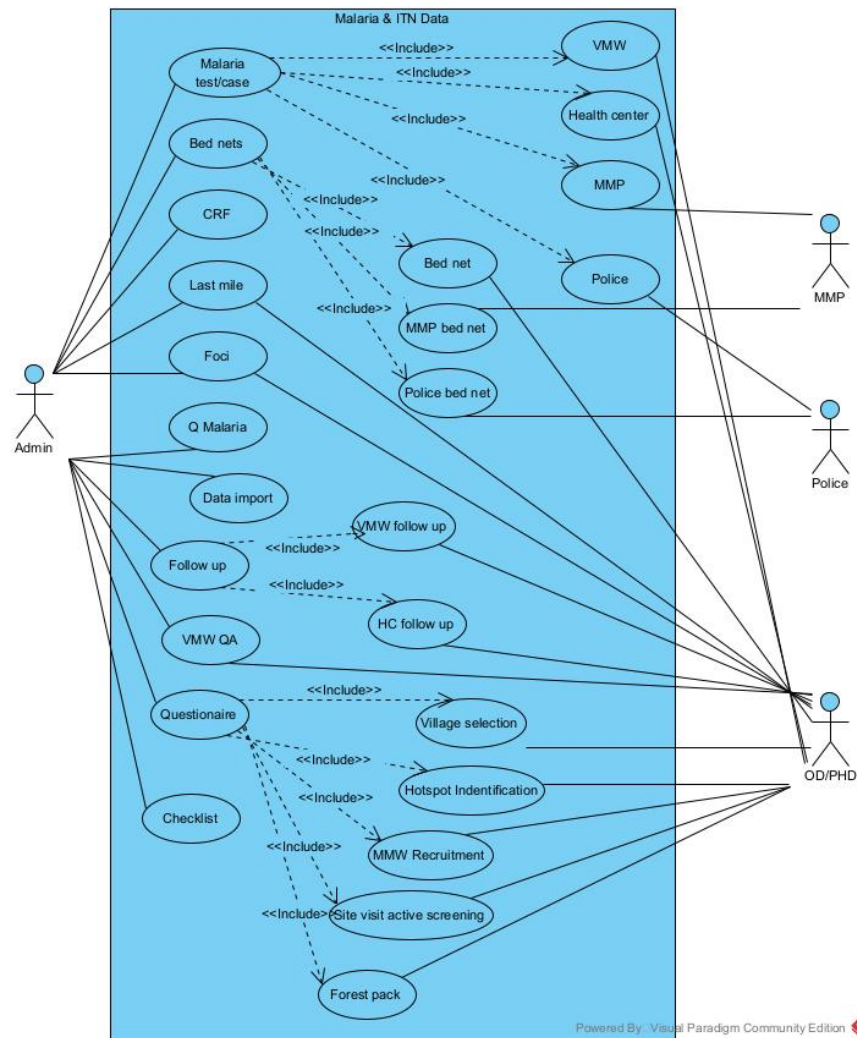 Malaria & ITN Data
<<Include>>
VMW
Malaria
test/case
<<Include>>
Health center
<<Include>>
Bed nets
MMP
<<Include>>
<<Include>>
CRF
<<Include>>
Bed net
Police
MMP
Last mile
<<Include>>
MMP bed net
Foci
Police bed net
Admin
Q Malaria
Police
Data import
VMW follow up
<<Include>>
Follow up
<<Include>>
HC follow up
VMW QA
<<Include>>
Questionaire
Village selection
<<Include>>
OD/PHD
Hotspot Indentification
<<Include>>
Checklist
<<Include>>
MMW Recruitment
<<Include>>
Site visit active screening
Forest pack
Powered By Visual Paradigm Community Edition